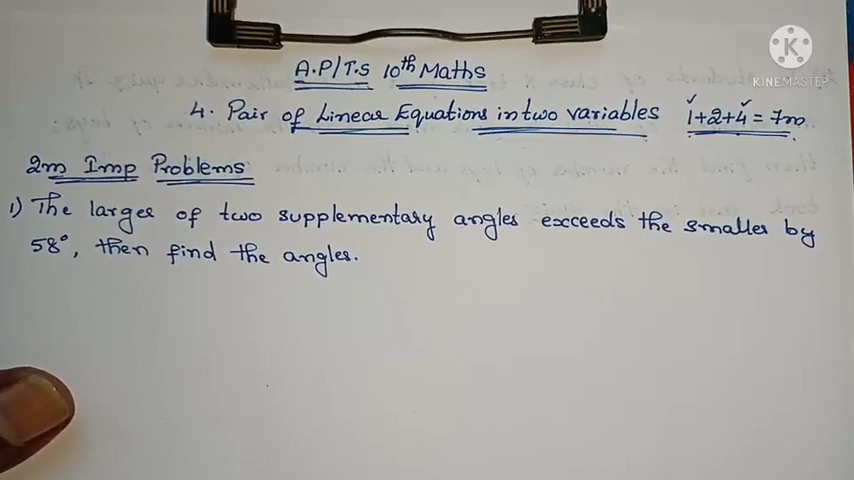 A.P/T.S 10th Maths
4. Pair of Linear Equations in two variables 1+2+4=7m
KINEMASTER
2m Imp Problems
1) The larger of two supplementary angles exceeds the smaller by
58°, then find the angles.